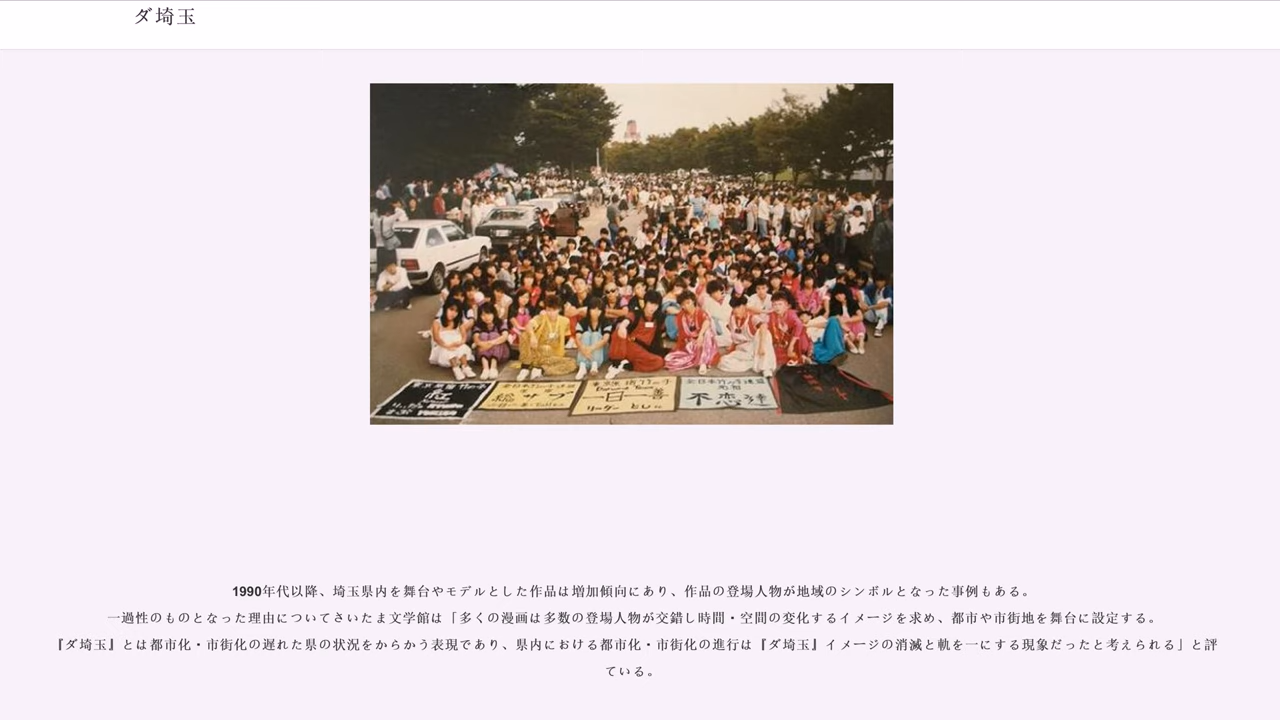 ダ埼玉
一日一善
不恋達
1990年代以降、埼玉県内を舞台やモデルとした作品は増加傾向にあり、作品の登場人物が地域のシンボルとなった事例もある。
一過性のものとなった理由についてさいたま文学館は「多くの漫画は多数の登場人物が交錯し時間・空間の変化するイメージを求め、都市や市街地を舞台に設定する。
『ダ埼玉』とは都市化・市街化の遅れた県の状況をからかう表現であり、県内における都市化・市街化の進行は『ダ埼玉』イメージの消滅と軌を一にする現象だったと考えられる」と評
ている。